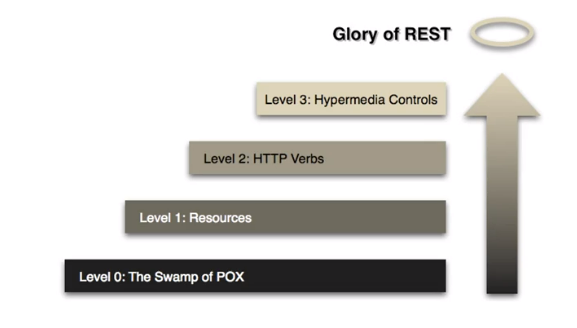 Glory of REST
Level 3: Hypermedia Controls
Level 2: HTTP Verbs
Level 1: Resources
Level 0: The Swamp of POX